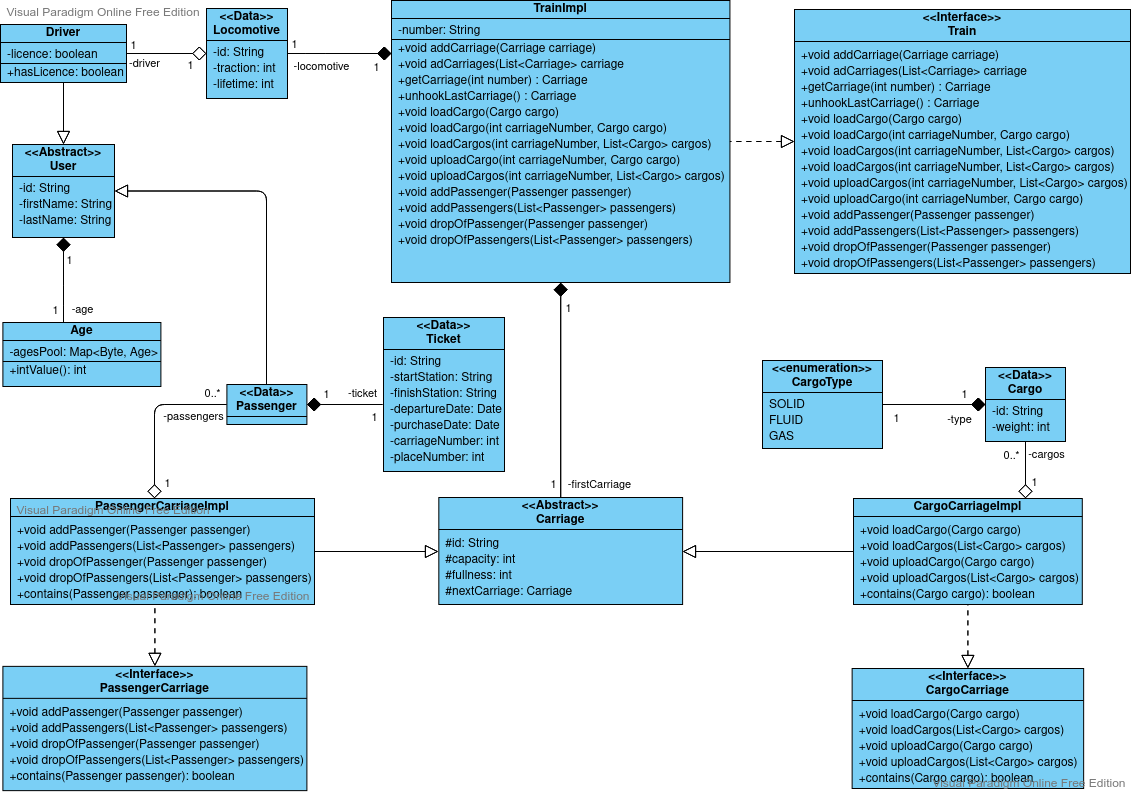 Visual Paradigm Online Free Edition
Driver
-licence: boolean
+hasLicence: boolean
1
-driver
1
<<Data>>
Locomotive
-id: String
-traction: int
-lifetime: int
1
-locomotive
1
TrainImpl
-number: String
+void addCarriage(Carriage carriage)
+void adCarriages(List<Carriage> carriage
+getCarriage(int number) : Carriage
+unhookLastCarriage() : Carriage
+void loadCargo(Cargo cargo)
+void loadCargo(int carriageNumber, Cargo cargo)
+void loadCargos(int carriageNumber, List<Cargo> cargos)
+void uploadCargo(int carriageNumber, Cargo cargo)
+void uploadCargos(int carriageNumber, List<Cargo> cargos)
+void addPassenger(Passenger passenger)
+void addPassengers(List<Passenger> passengers)
+void dropOfPassenger(Passenger passenger)
+void dropOfPassengers(List<Passenger> passengers)
<<Interface>>
Train
+void addCarriage(Carriage carriage)
+void adCarriages(List<Carriage> carriage
+getCarriage(int number) : Carriage
+unhookLastCarriage() : Carriage
+void loadCargo(Cargo cargo)
+void loadCargo(int carriageNumber, Cargo cargo)
+void loadCargos(int carriageNumber, List<Cargo> cargos)
+void loadCargos(int carriageNumber, List<Cargo> cargos)
+void uploadCargos(int carriageNumber, List<Cargo> cargos)
+void uploadCargo(int carriageNumber, Cargo cargo)
+void addPassenger(Passenger passenger)
+void addPassengers(List<Passenger> passengers)
+void dropOfPassenger(Passenger passenger)
+void dropOfPassengers(List<Passenger> passengers)
<<Abstract>>
User
-id: String
-firstName: String
-lastName: String
1
1
-age
Age
-agesPool: Map<Byte, Age>
+intValue(): int
<<Data>>
Passenger
0..*
-passengers
1
1
-ticket
1
<<Data>>
Ticket
-id: String
-startStation: String
-finishStation: String
-departureDate: Date
-purchaseDate: Date
-carriageNumber: int
-placeNumber: int
1
1
-firstCarriage
<<enumeration>>
CargoType
SOLID
FLUID
GAS
1
1
-type
<<Data>>
Cargo
-id: String
-weight: int
0..*
-cargos
1
PassengerCarriageImpl
Visual Paradigm Online Free Edition
+void addPassenger(Passenger passenger)
+void addPassengers(List<Passenger> passengers)
+void dropOfPassenger(Passenger passenger)
+void dropOfPassengers(List<Passenger> passengers)
+contains(Passenger passenger): boolean
Visual Paradigm Online Free Edition
<<Abstract>>
Carriage
#id: String
#capacity: int
#fullness: int
#nextCarriage: Carriage
CargoCarriageImpl
+void loadCargo(Cargo cargo)
+void loadCargos(List<Cargo> cargos)
+void uploadCargo(Cargo cargo)
+void uploadCargos(List<Cargo> cargos)
+contains(Cargo cargo): boolean
<<Interface>>
PassengerCarriage
+void addPassenger(Passenger passenger)
+void addPassengers(List<Passenger> passengers)
+void dropOfPassenger(Passenger passenger)
+void dropOfPassengers(List<Passenger> passengers)
+contains(Passenger passenger): boolean
<<Interface>>
CargoCarriage
+void loadCargo(Cargo cargo)
+void loadCargos(List<Cargo> cargos)
+void uploadCargo(Cargo cargo)
+void uploadCargos(List<Cargo> cargos)
+contains(Cargo cargo): boolean
Visual Paradigm Online Free Edition